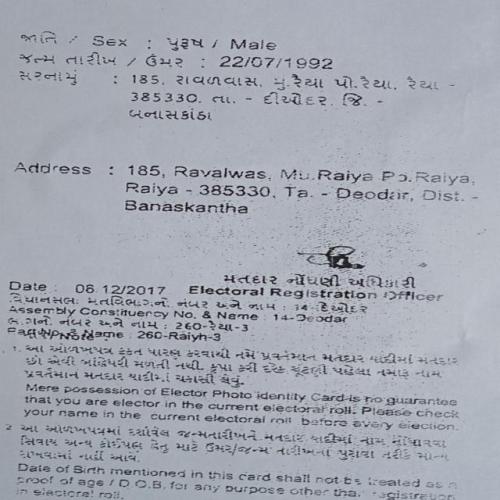 જાતિ / Sex : પુરૂષ / Male
જન્મ તારીખ / ઉંમર : 22/07/1992
સરનામું : 185, રાવળવાસ, મુ.રૈયા પો.રૈયા, રૈયા -
385330, તા. - દીઓદર, જિ. -
બનાસકાંઠા
Address : 185, Ravalwas, Mu.Raiya Po.Raiya,
Raiya - 385330, Ta. - Deodar, Dist. -
Banaskantha
મતદાર નોંધણી અધિકારી
Date : 08/12/2017 Electoral Registration Officer
વિધાનસભા મતવિભાગનો નંબર અને નામ : 14-દિઓદર
Assembly Constituency No. & Name : 14-Deodar
ભાગનો નંબર અને નામ : 260-રૈયા-3
Part No. & Name : 260-Raiyh-3
1. આ ઓળખપત્ર ફક્ત ધારણ કરવાથી તમે પ્રવર્તમાન મતદાર યાદીમાં મતદાર
છો એવી બાંહેધરી મળતી નથી. કૃપા કરી દરેક ચૂંટણી પહેલા તમારૂ નામ
પ્રવર્તમાન મતદાર યાદીમાં ચકાસી લેવું.
Mere possession of Elector Photo identity Card is no guarantee
that you are elector in the current electoral roll. Please check
your name in the current electoral roll before every election.
2. આ ઓળખપત્રમાં દર્શાવેલ જન્મતારીખને મતદાર યાદીમાં નામ નોંધાવવા
સિવાય અન્ય કોઈપણ હેતુ માટે ઉંમર/જન્મ તારીખના પુરાવા તરીકે માન્ય
રાખવામાં નહીં આવે.
Date of Birth mentioned in this card shall not be treated as a
proof of age / D.O.B. for any purpose other than registration
in electoral roll.